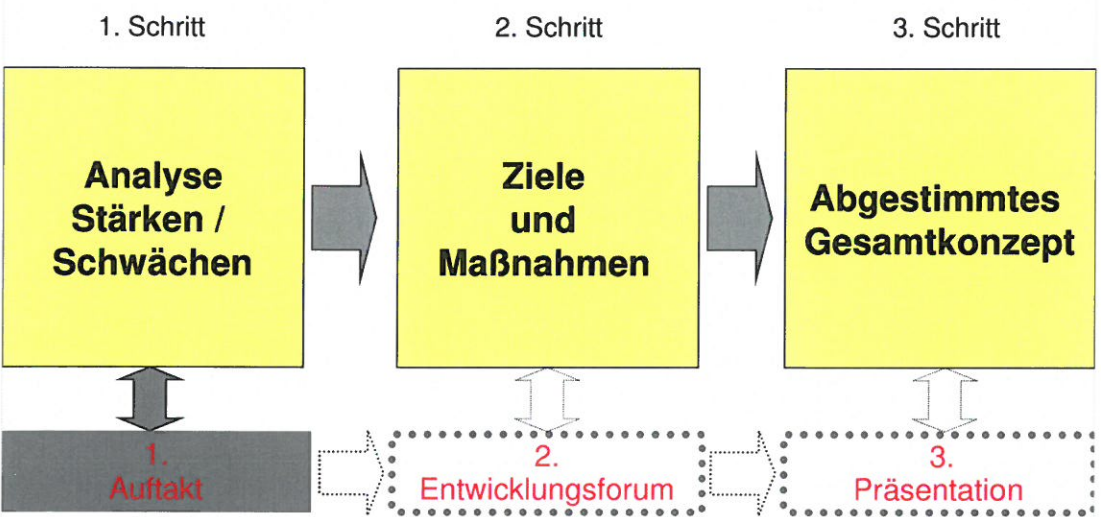 1. Schritt
2. Schritt
3. Schritt
Analyse
Stärken /
Schwächen
Ziele
und
Maßnahmen
Abgestimmtes
Gesamtkonzept
1.
Auftakt
2.
Entwicklungsforum
3.
Präsentation